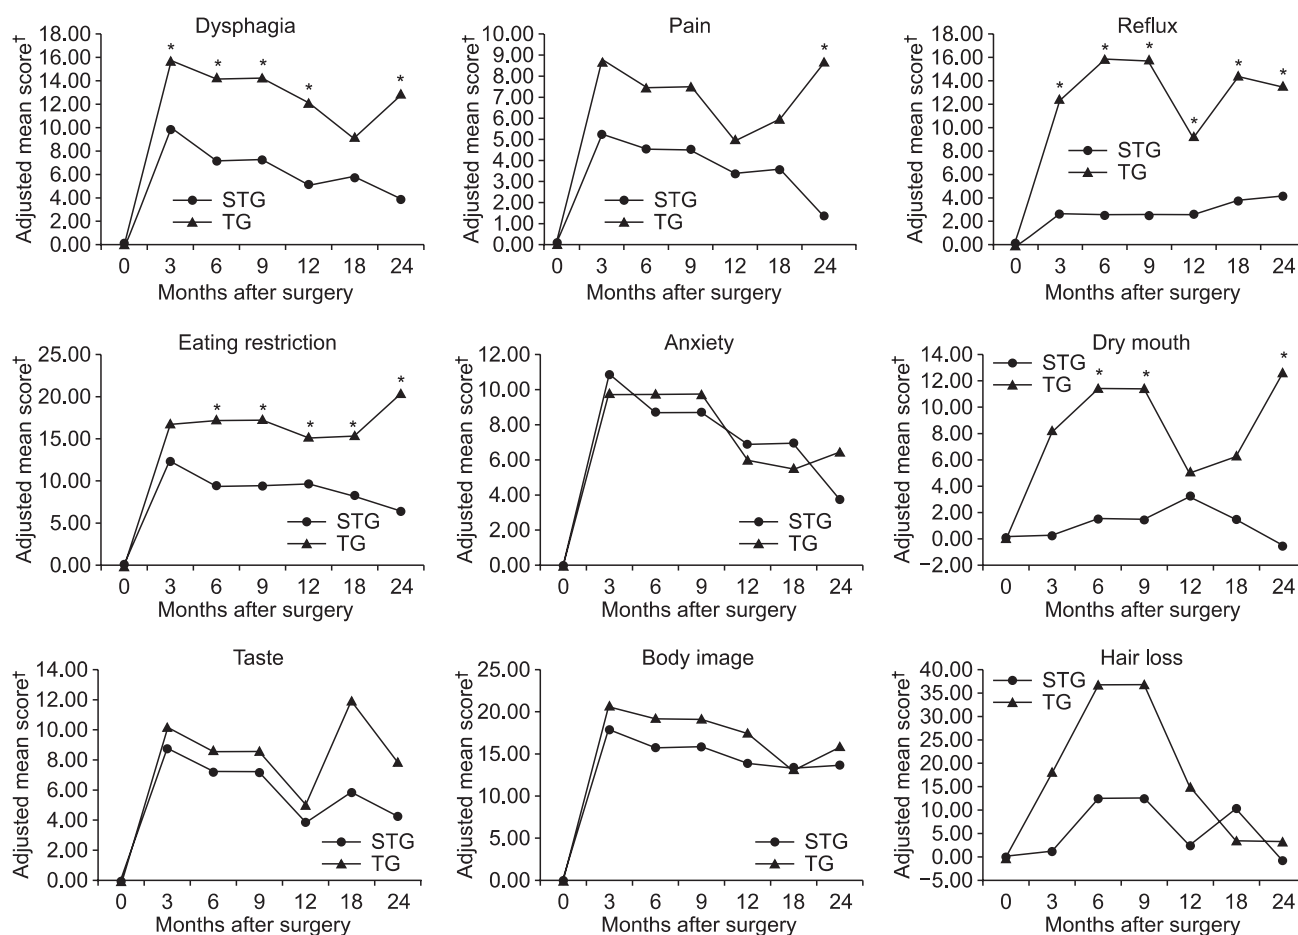 Dysphagia
Adjusted mean score†
18.00
16.00
14.00
12.00
10.00
8.00
6.00
4.00
2.00
0.00
* * * * *
STG
TG
0 3 6 9 12 18 24
Months after surgery
Pain
Adjusted mean score†
10.00
9.00
8.00
7.00
6.00
5.00
4.00
3.00
2.00
1.00
0.00
*
STG
TG
0 3 6 9 12 18 24
Months after surgery
Reflux
Adjusted mean score†
18.00
16.00
14.00
12.00
10.00
8.00
6.00
4.00
2.00
0.00
* * * * * *
STG
TG
0 3 6 9 12 18 24
Months after surgery
Eating restriction
Adjusted mean score†
25.00
20.00
15.00
10.00
5.00
0.00
* * * * *
STG
TG
0 3 6 9 12 18 24
Months after surgery
Anxiety
Adjusted mean score†
12.00
10.00
8.00
6.00
4.00
2.00
0.00
STG
TG
0 3 6 9 12 18 24
Months after surgery
Dry mouth
Adjusted mean score†
14.00
12.00
10.00
8.00
6.00
4.00
2.00
0.00
−2.00
STG
TG
* * *
0 3 6 9 12 18 24
Months after surgery
Taste
Adjusted mean score†
14.00
12.00
10.00
8.00
6.00
4.00
2.00
0.00
STG
TG
0 3 6 9 12 18 24
Months after surgery
Body image
Adjusted mean score†
25.00
20.00
15.00
10.00
5.00
0.00
STG
TG
0 3 6 9 12 18 24
Months after surgery
Hair loss
Adjusted mean score†
40.00
35.00
30.00
25.00
20.00
15.00
10.00
5.00
0.00
−5.00
STG
TG
0 3 6 9 12 18 24
Months after surgery